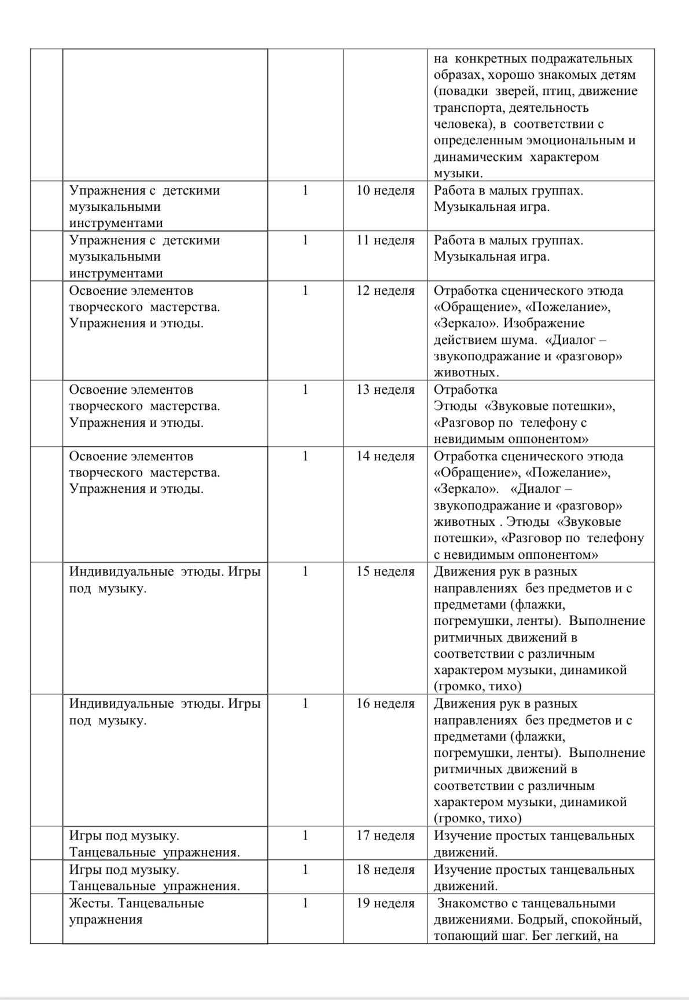 на конкретных подражательных
образах, хорошо знакомых детям
(повадки зверей, птиц, движение
транспорта, деятельность
человека), в соответствии с
определенным эмоциональным и
динамическим характером
музыки.
Упражнения с детскими
музыкальными
инструментами
1
10 неделя
Работа в малых группах.
Музыкальная игра.
Упражнения с детскими
музыкальными
инструментами
1
11 неделя
Работа в малых группах.
Музыкальная игра.
Освоение элементов
творческого мастерства.
Упражнения и этюды.
1
12 неделя
Отработка сценического этюда
«Обращение», «Пожелание»,
«Зеркало». Изображение
действием шума. «Диалог –
звукоподражание и «разговор»
животных.
Освоение элементов
творческого мастерства.
Упражнения и этюды.
1
13 неделя
Отработка
Этюды «Звуковые потешки»,
«Разговор по телефону с
невидимым оппонентом»
Освоение элементов
творческого мастерства.
Упражнения и этюды.
1
14 неделя
Отработка сценического этюда
«Обращение», «Пожелание»,
«Зеркало». «Диалог –
звукоподражание и «разговор»
животных . Этюды «Звуковые
потешки», «Разговор по телефону
с невидимым оппонентом»
Индивидуальные этюды. Игры
под музыку.
1
15 неделя
Движения рук в разных
направлениях без предметов и с
предметами (флажки,
погремушки, ленты). Выполнение
ритмичных движений в
соответствии с различным
характером музыки, динамикой
(громко, тихо)
Индивидуальные этюды. Игры
под музыку.
1
16 неделя
Движения рук в разных
направлениях без предметов и с
предметами (флажки,
погремушки, ленты). Выполнение
ритмичных движений в
соответствии с различным
характером музыки, динамикой
(громко, тихо)
Игры под музыку.
Танцевальные упражнения.
1
17 неделя
Изучение простых танцевальных
движений.
Игры под музыку.
Танцевальные упражнения.
1
18 неделя
Изучение простых танцевальных
движений.
Жесты. Танцевальные
упражнения
1
19 неделя
Знакомство с танцевальными
движениями. Бодрый, спокойный,
топающий шаг. Бег легкий, на